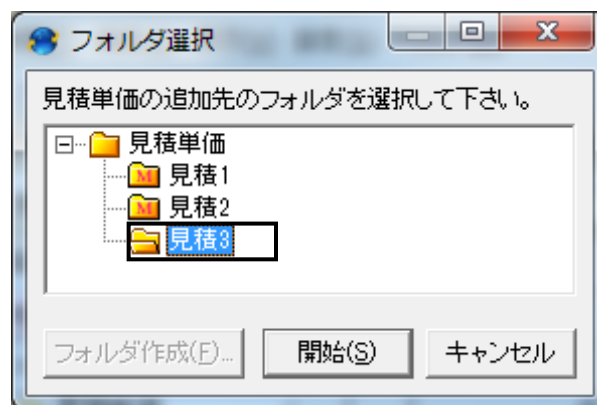 フォルダ選択
見積単価の追加先のフォルダを選択して下さい。
見積単価
M 見積1
M 見積2
見積3
フォルダ作成(F)... 開始(S) キャンセル